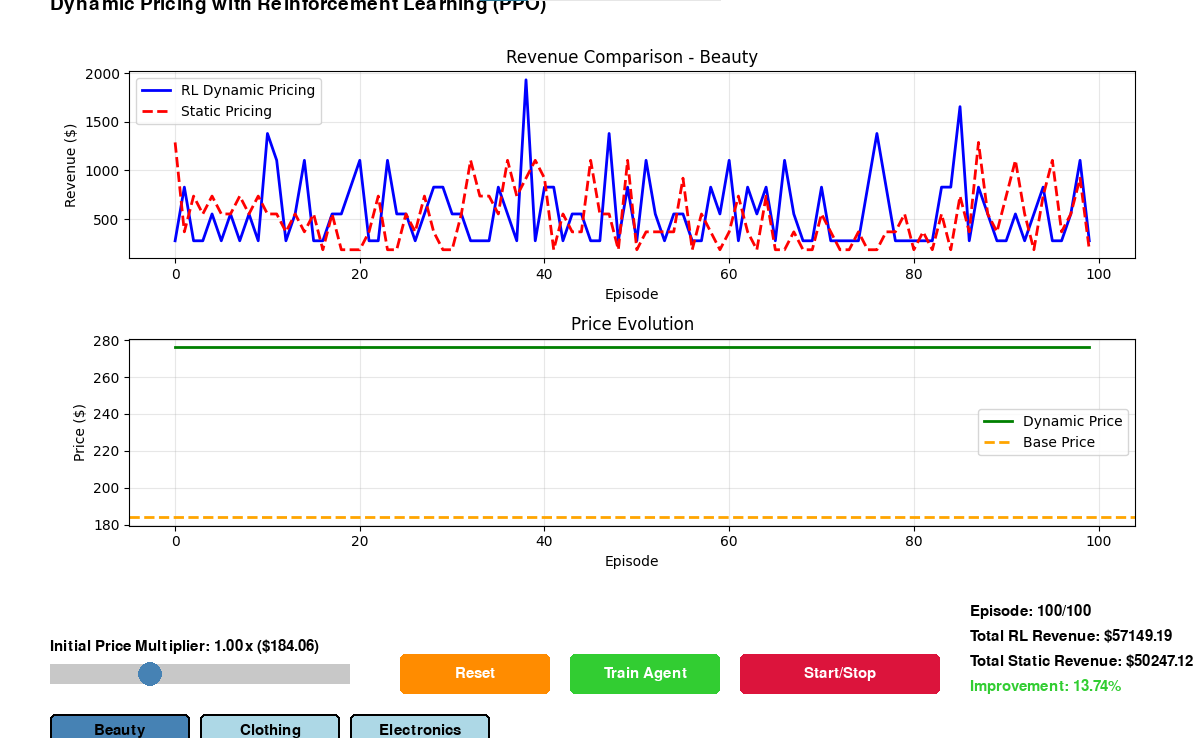 Dynamic Pricing with Reinforcement Learning (PPO)
Revenue Comparison - Beauty
2000
1500
1000
500
Revenue ($)
RL Dynamic Pricing
Static Pricing
0 20 40 60 80 100
Episode
Price Evolution
280
260
240
220
200
180
Price ($)
Dynamic Price
Base Price
0 20 40 60 80 100
Episode
Episode: 100/100
Total RL Revenue: $57149.19
Total Static Revenue: $50247.12
Improvement: 13.74%
Initial Price Multiplier: 1.00x ($184.06)
Reset
Train Agent
Start/Stop
Beauty
Clothing
Electronics